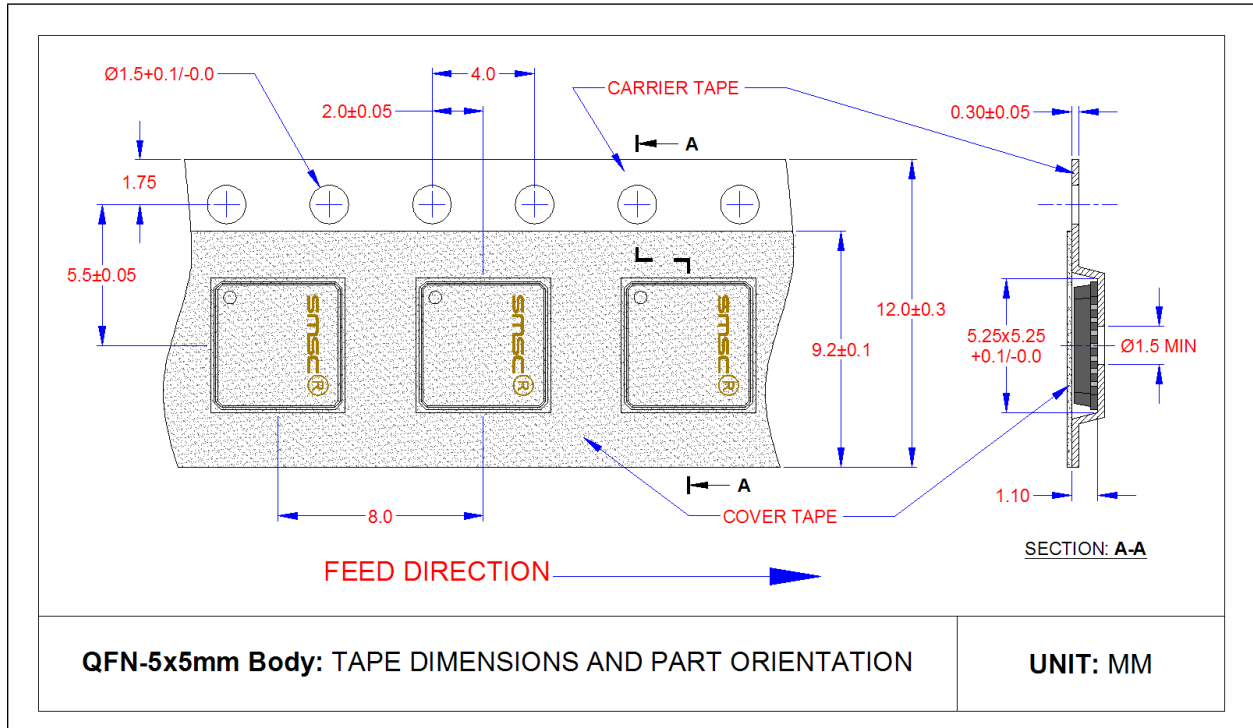 Ø1.5+0.1/-0.0
4.0
CARRIER TAPE
2.0±0.05
0.30±0.05
A
1.75
5.5±0.05
smsc®
smsc®
smsc®
12.0±0.3
9.2±0.1
5.25x5.25
+0.1/-0.0
Ø1.5 MIN
A
1.10
8.0
COVER TAPE
SECTION: A-A
FEED DIRECTION
QFN-5x5mm Body: TAPE DIMENSIONS AND PART ORIENTATION
UNIT: MM